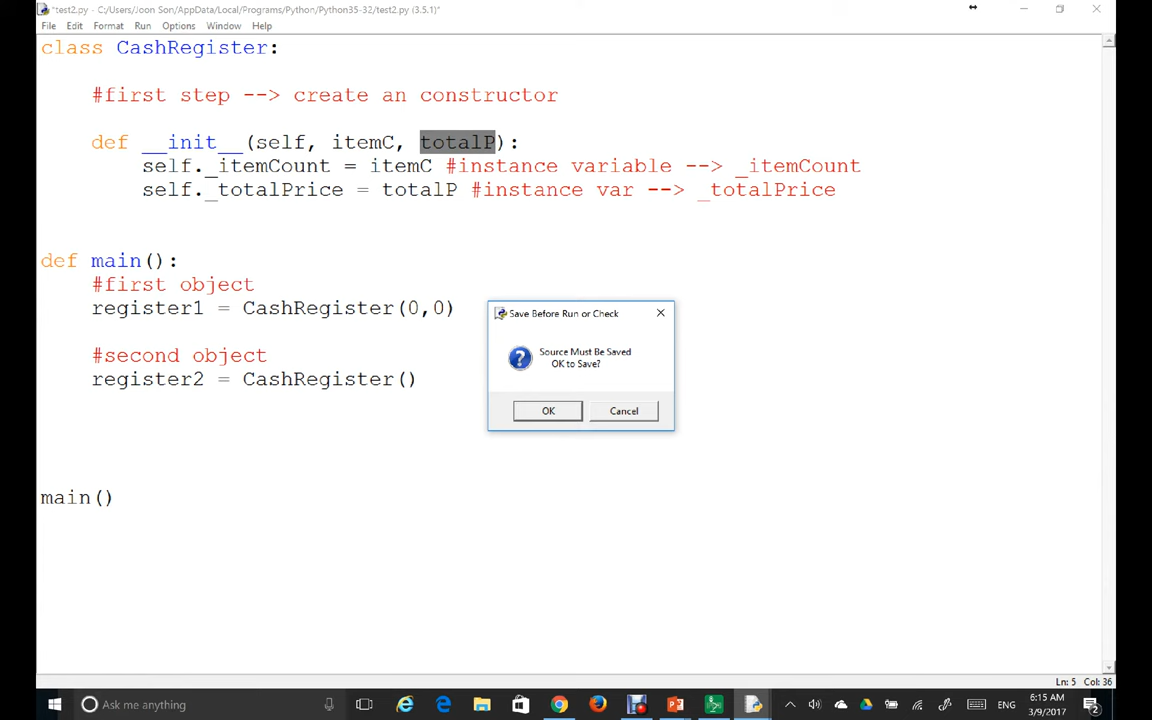 *test2.py - C:/Users/Joon Son/AppData/Local/Programs/Python/Python35-32/test2.py (3.5.1)*
File Edit Format Run Options Window Help
class CashRegister:
#first step --> create an constructor
def __init__(self, itemC, totalP):
self._itemCount = itemC #instance variable --> _itemCount
self._totalPrice = totalP #instance var --> _totalPrice
def main():
#first object
register1 = CashRegister(0,0)
#second object
register2 = CashRegister()
main()
Save Before Run or Check
Source Must Be Saved
OK to Save?
OK Cancel
Ln: 5 Col: 36
Ask me anything
ENG
6:15 AM
3/9/2017
2